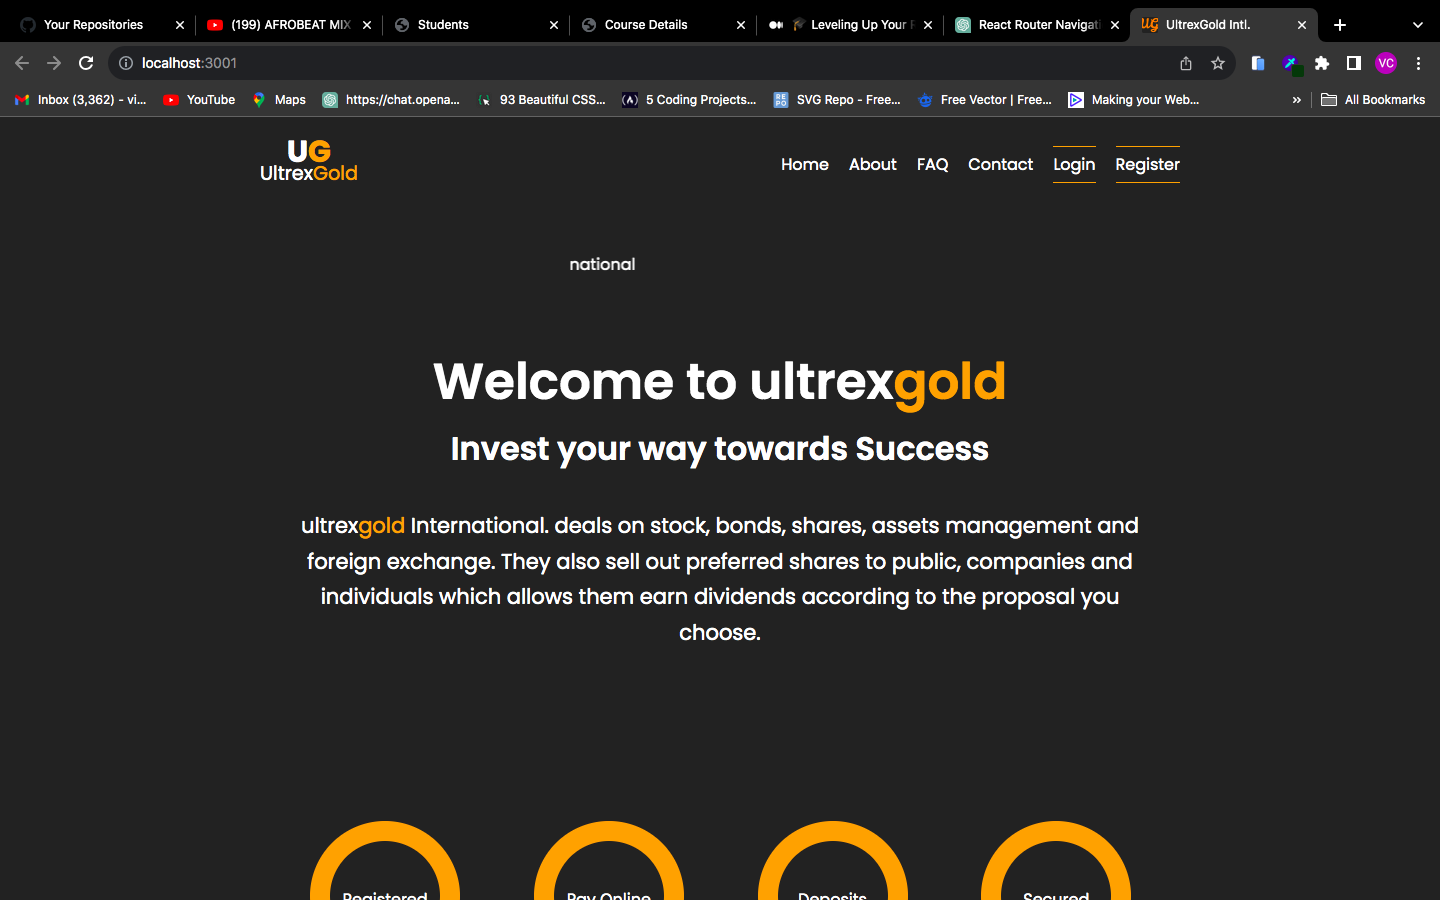 Your Repositories
(199) AFROBEAT MIX
Students
Course Details
Leveling Up Your
React Router Navigati
UltrexGold Intl.
localhost:3001
VC
Inbox (3,362) - vi...
YouTube
Maps
https://chat.opena...
93 Beautiful CSS...
(A)
5 Coding Projects...
RE
PO
SVG Repo - Free...
Free Vector | Free...
Making your Web...
»
All Bookmarks
UG
UltrexGold
Home
About
FAQ
Contact
Login
Register
national
Welcome to ultrexgold
Invest your way towards Success
ultrexgold International. deals on stock, bonds, shares, assets management and
foreign exchange. They also sell out preferred shares to public, companies and
individuals which allows them earn dividends according to the proposal you
choose.
Registered
Pay Online
Deposits
Secured